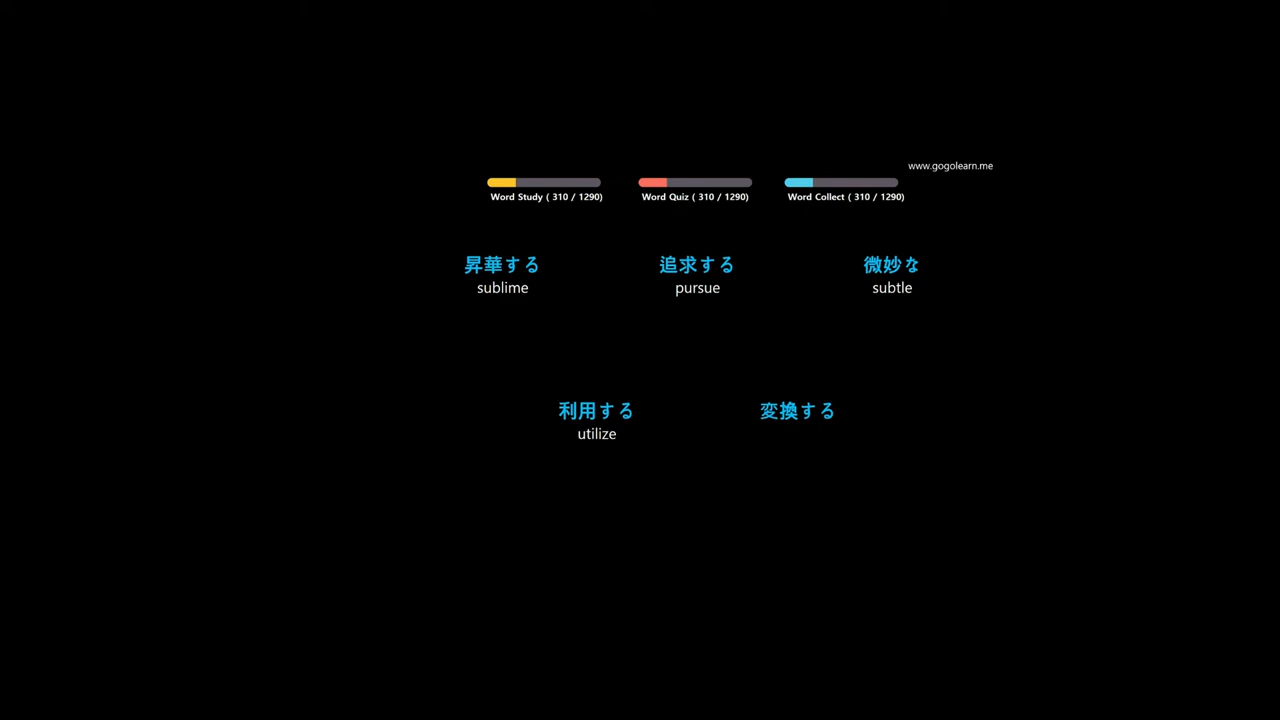 www.gogolearn.me
Word Study ( 310 / 1290)
Word Quiz ( 310 / 1290)
Word Collect ( 310 / 1290)
昇華する
sublime
追求する
pursue
微妙な
subtle
利用する
utilize
変換する